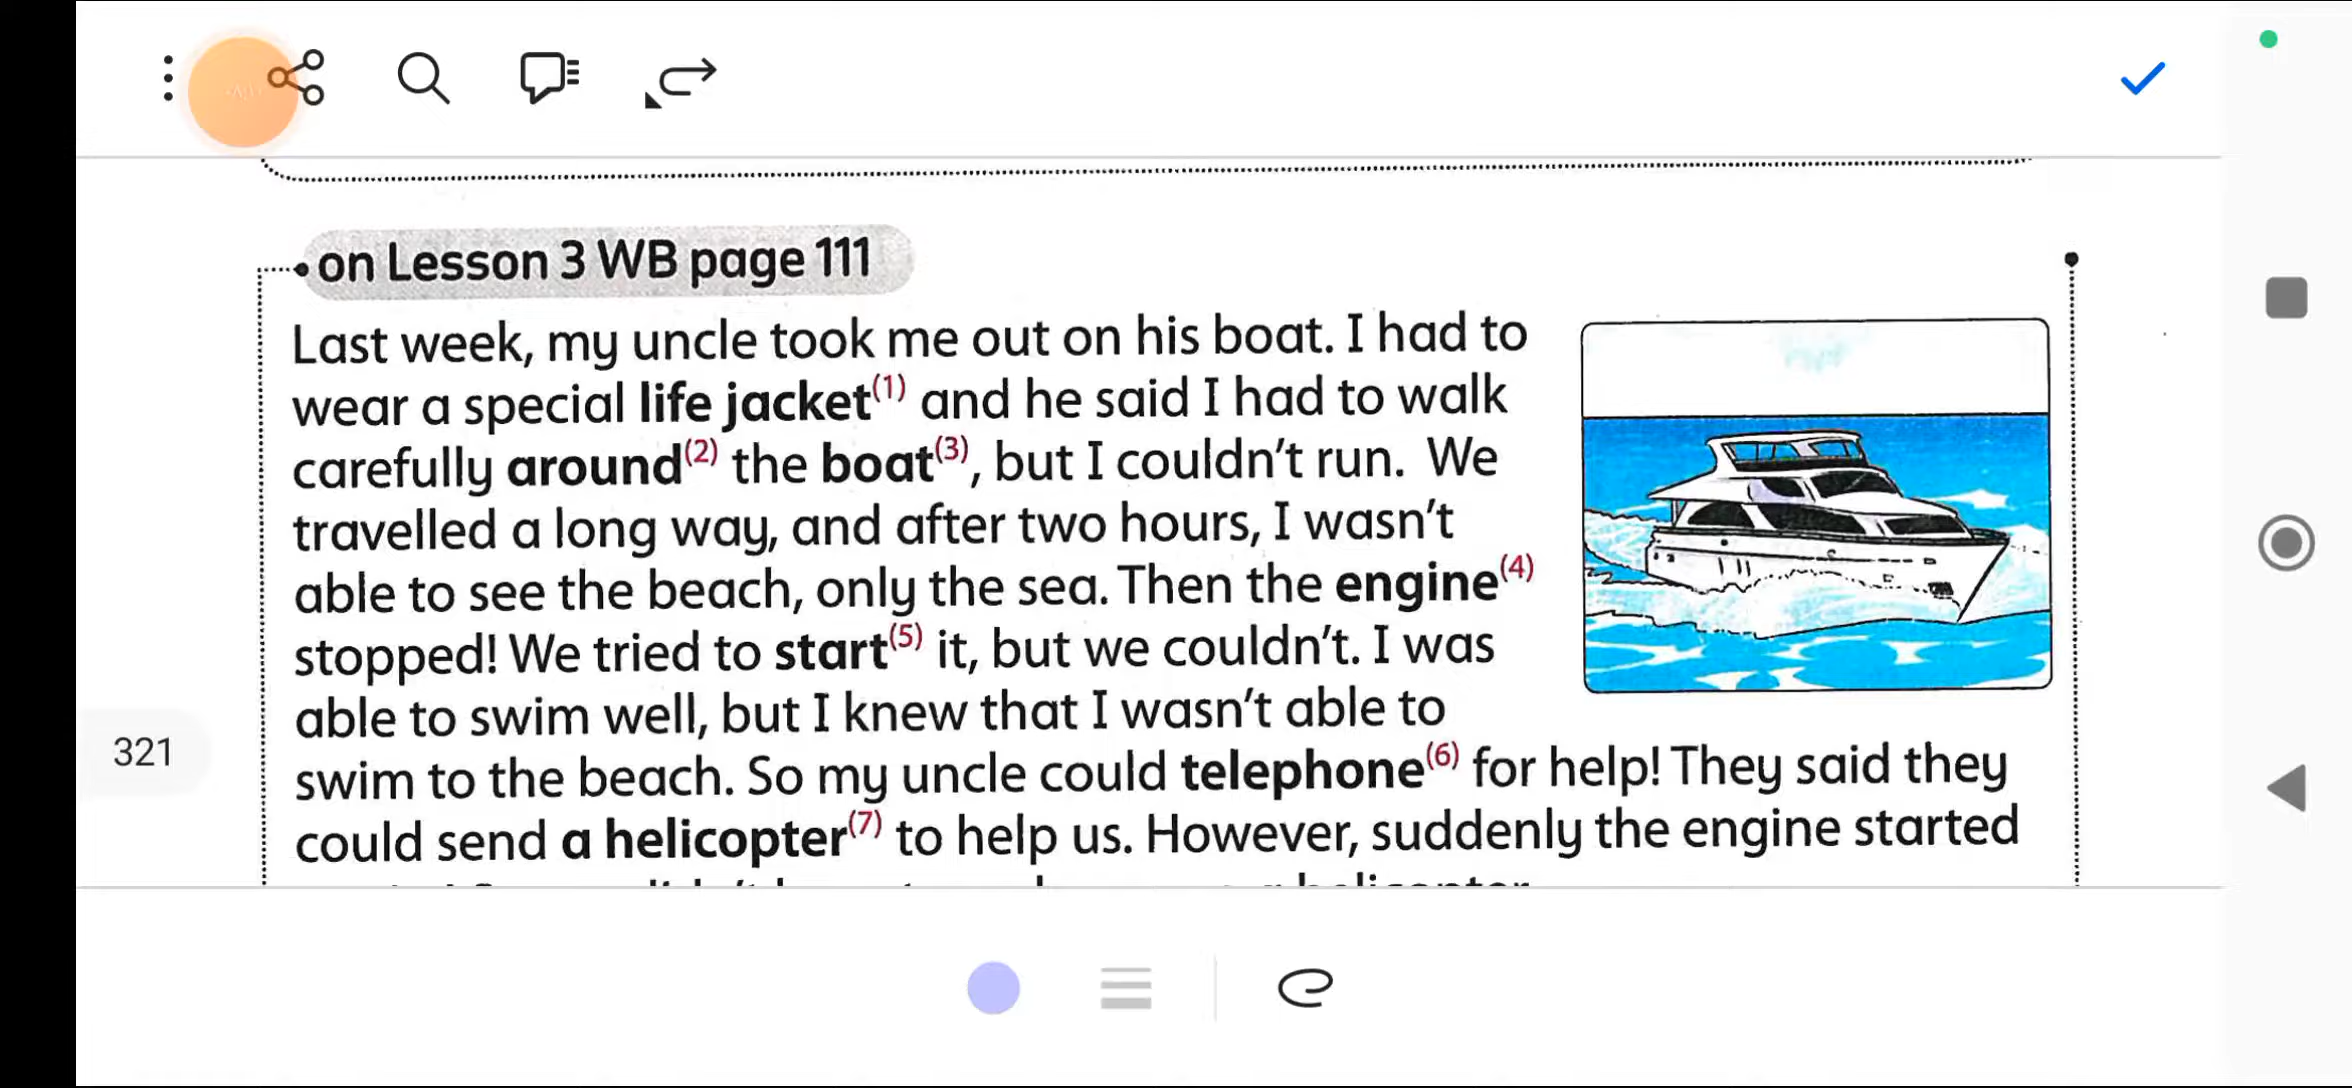 on Lesson 3 WB page 111
Last week, my uncle took me out on his boat. I had to
wear a special life jacket(1) and he said I had to walk
carefully around(2) the boat(3), but I couldn't run. We
travelled a long way, and after two hours, I wasn't
able to see the beach, only the sea. Then the engine(4)
stopped! We tried to start(5) it, but we couldn't. I was
able to swim well, but I knew that I wasn't able to
swim to the beach. So my uncle could telephone(6) for help! They said they
could send a helicopter(7) to help us. However, suddenly the engine started
321